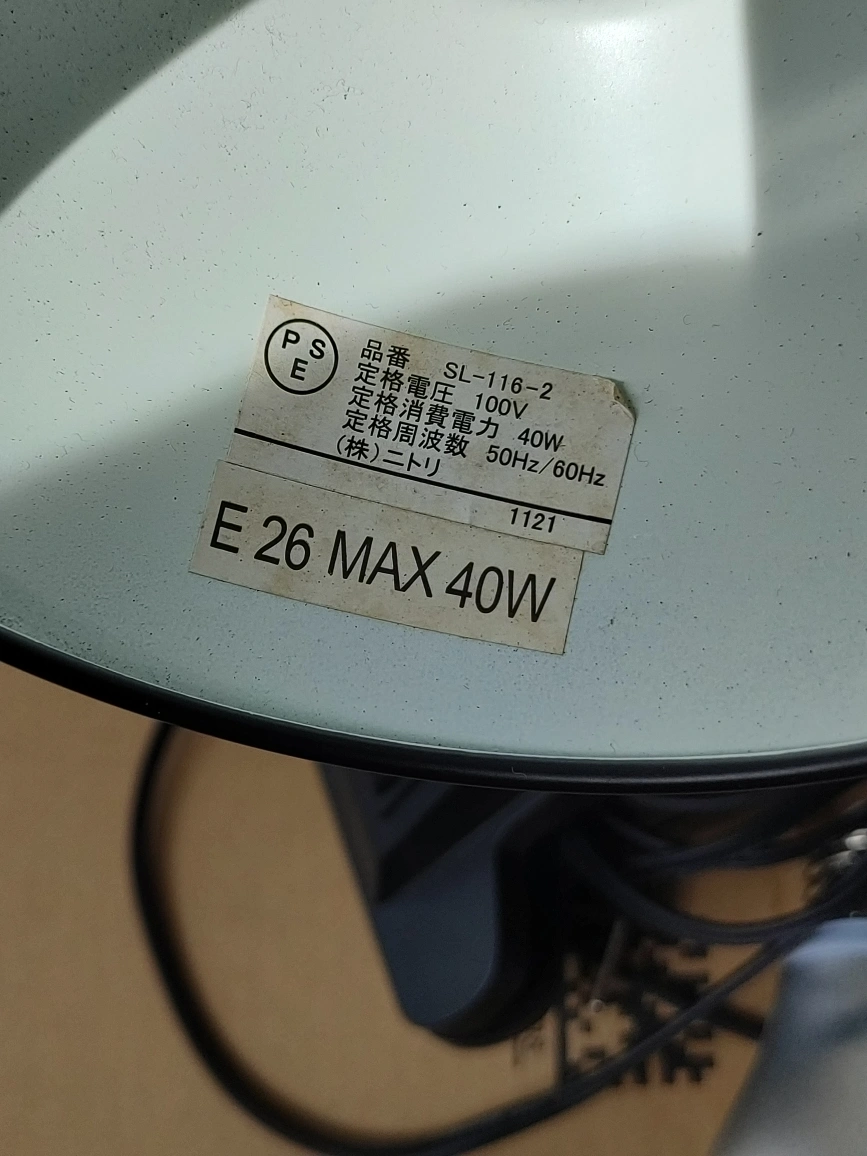 PSE
品番 SL-116-2
定格電圧 100V
定格消費電力 40W
定格周波数 50Hz/60Hz
(株)ニトリ
1121
E 26 MAX 40W